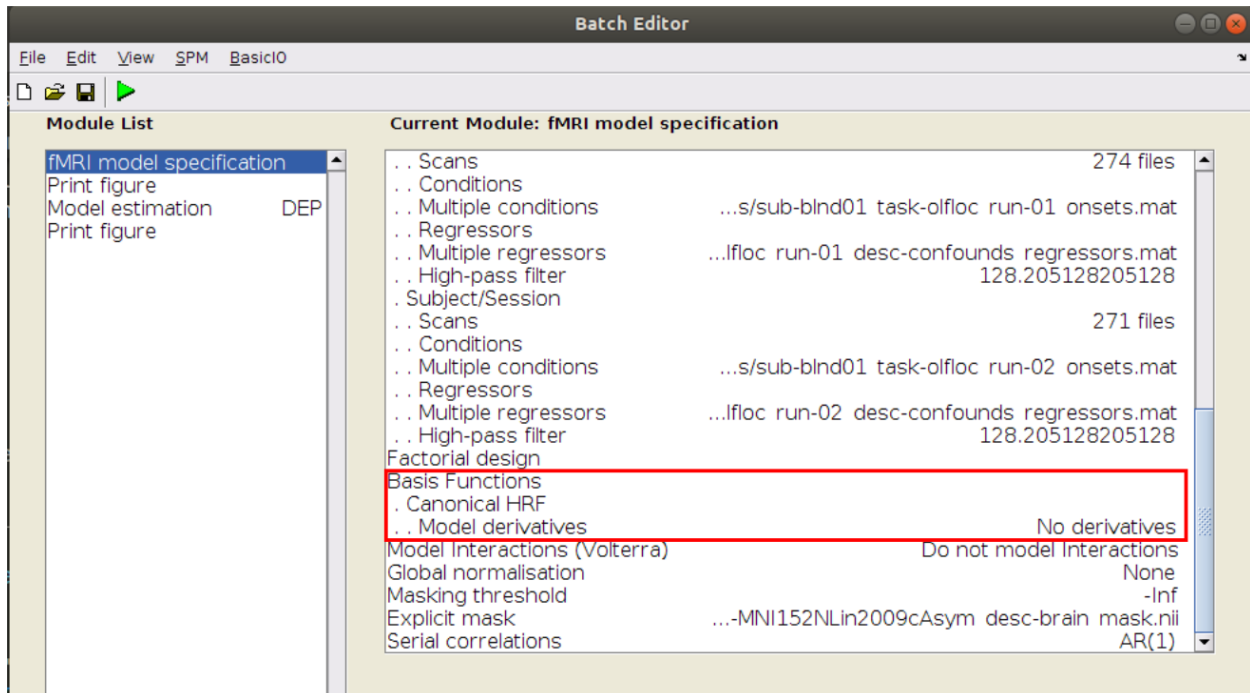 Batch Editor
File Edit View SPM BasicIO
Module List
Current Module: fMRI model specification
fMRI model specification
Print figure
Model estimation DEP
Print figure
. . Scans 274 files
. . Conditions
. . Multiple conditions ...s/sub-blnd01 task-olfloc run-01 onsets.mat
. . Regressors
. . Multiple regressors ...lfloc run-01 desc-confounds regressors.mat
. . High-pass filter 128.205128205128
. Subject/Session
. . Scans 271 files
. . Conditions
. . Multiple conditions ...s/sub-blnd01 task-olfloc run-02 onsets.mat
. . Regressors
. . Multiple regressors ...lfloc run-02 desc-confounds regressors.mat
. . High-pass filter 128.205128205128
Factorial design
Basis Functions
. Canonical HRF
. . Model derivatives No derivatives
Model Interactions (Volterra) Do not model Interactions
Global normalisation None
Masking threshold -Inf
Explicit mask ...-MNI152NLin2009cAsym desc-brain mask.nii
Serial correlations AR(1)